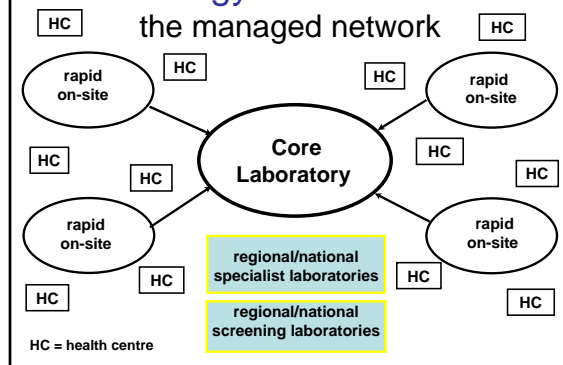 the managed network
HC
HC
HC
HC
rapid
on-site
rapid
on-site
Core
Laboratory
HC
HC
HC
HC
rapid
on-site
rapid
on-site
regional/national
specialist laboratories
HC
HC
HC
HC
regional/national
screening laboratories
HC = health centre